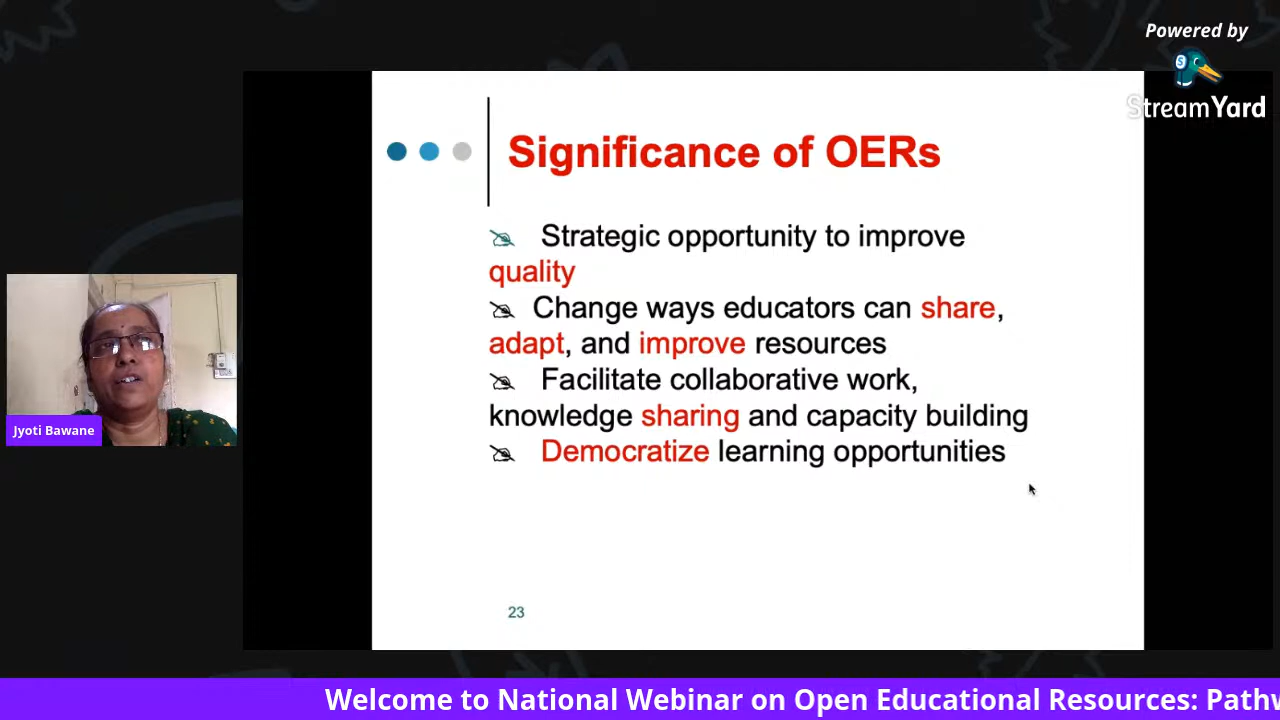 Powered by
StreamYard
Significance of OERs
Strategic opportunity to improve
quality
Change ways educators can share,
adapt, and improve resources
Facilitate collaborative work,
knowledge sharing and capacity building
Democratize learning opportunities
23
Jyoti Bawane
Welcome to National Webinar on Open Educational Resources: